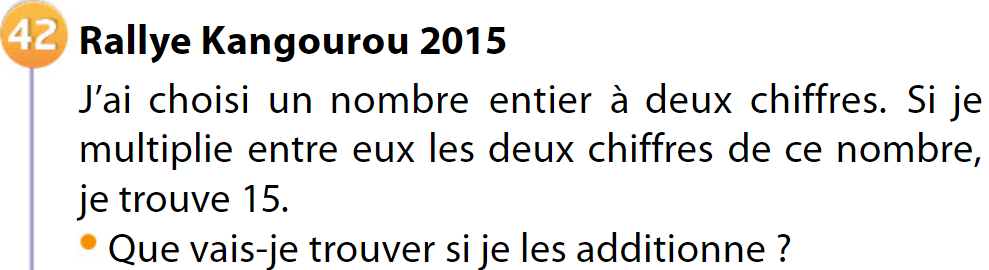 42 Rallye Kangourou 2015
J’ai choisi un nombre entier à deux chiffres. Si je
multiplie entre eux les deux chiffres de ce nombre,
je trouve 15.
• Que vais-je trouver si je les additionne ?